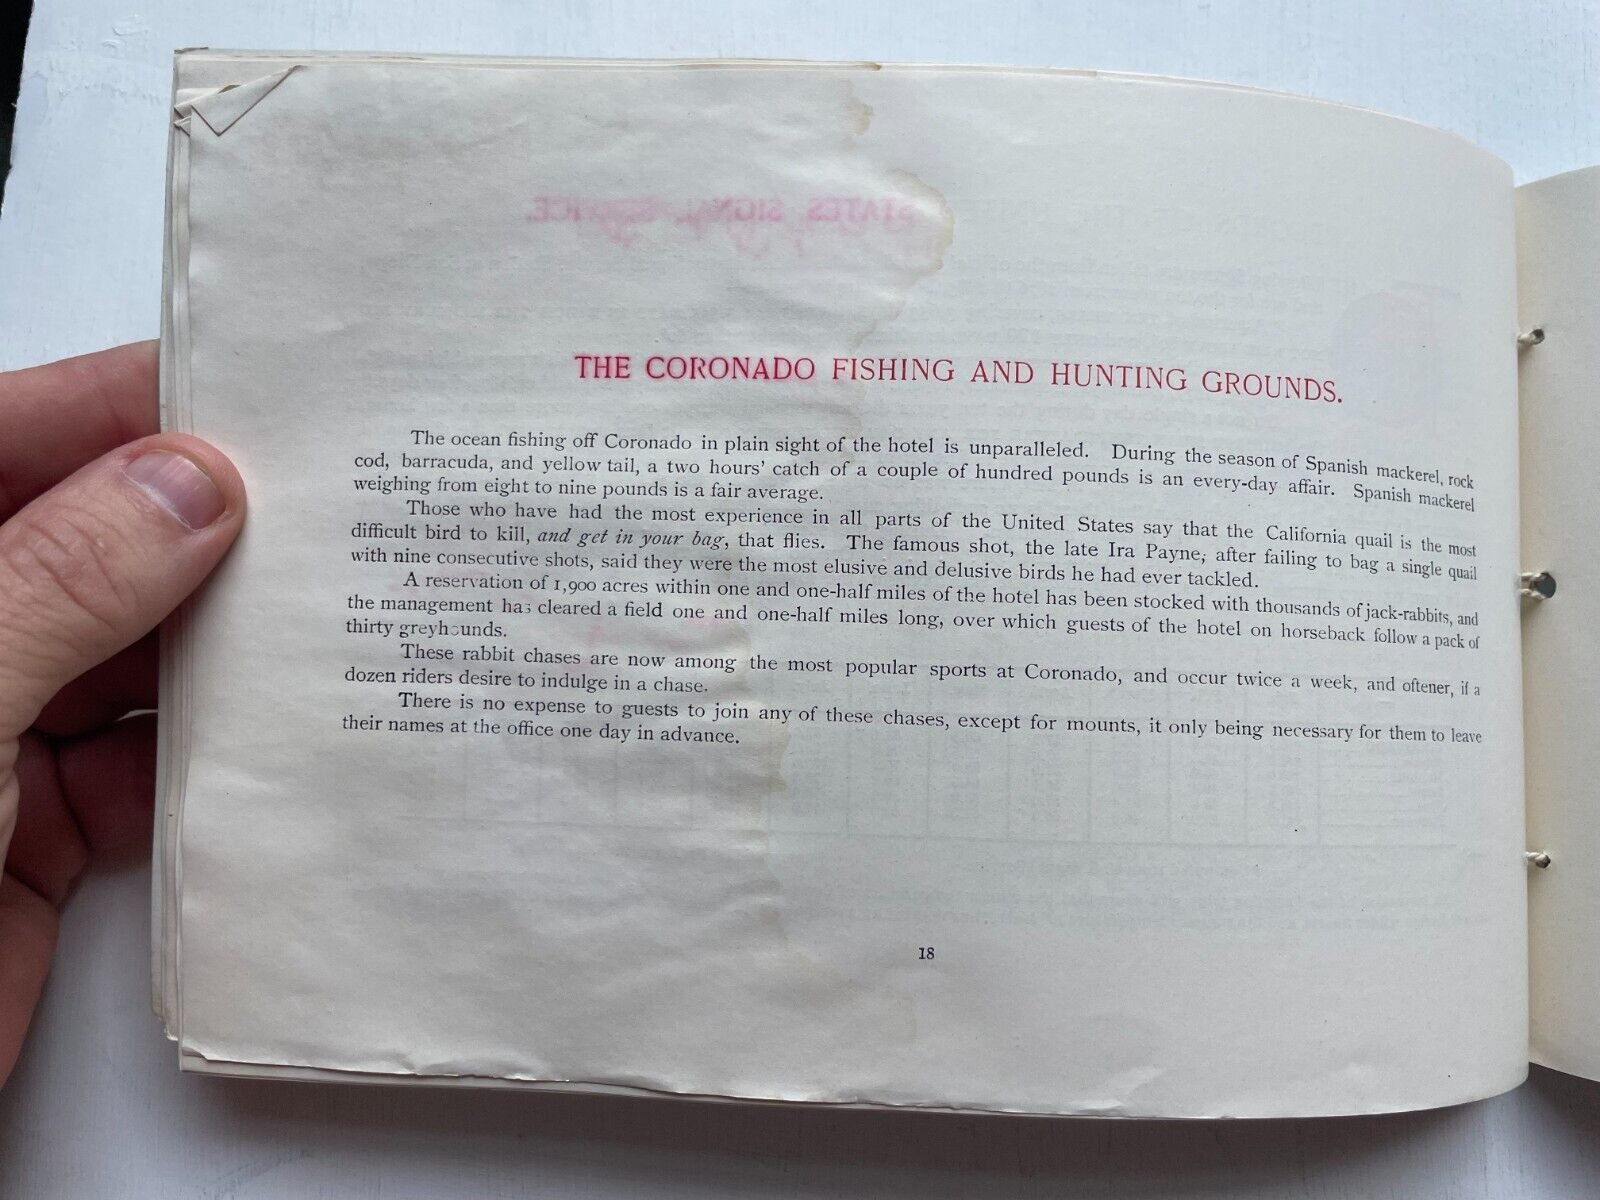 THE CORONADO FISHING AND HUNTING GROUNDS.
The ocean fishing off Coronado in plain sight of the hotel is unparalleled. During the season of Spanish mackerel, rock
cod, barracuda, and yellow tail, a two hours' catch of a couple of hundred pounds is an every-day affair. Spanish mackerel
weighing from eight to nine pounds is a fair average.
Those who have had the most experience in all parts of the United States say that the California quail is the most
difficult bird to kill, and get in your bag, that flies. The famous shot, the late Ira Payne, after failing to bag a single quail
with nine consecutive shots, said they were the most elusive and delusive birds he had ever tackled.
A reservation of 1,900 acres within one and one-half miles of the hotel has been stocked with thousands of jack-rabbits, and
the management has cleared a field one and one-half miles long, over which guests of the hotel on horseback follow a pack of
thirty greyhounds.
These rabbit chases are now among the most popular sports at Coronado, and occur twice a week, and oftener, if a
dozen riders desire to indulge in a chase.
There is no expense to guests to join any of these chases, except for mounts, it only being necessary for them to leave
their names at the office one day in advance.
18